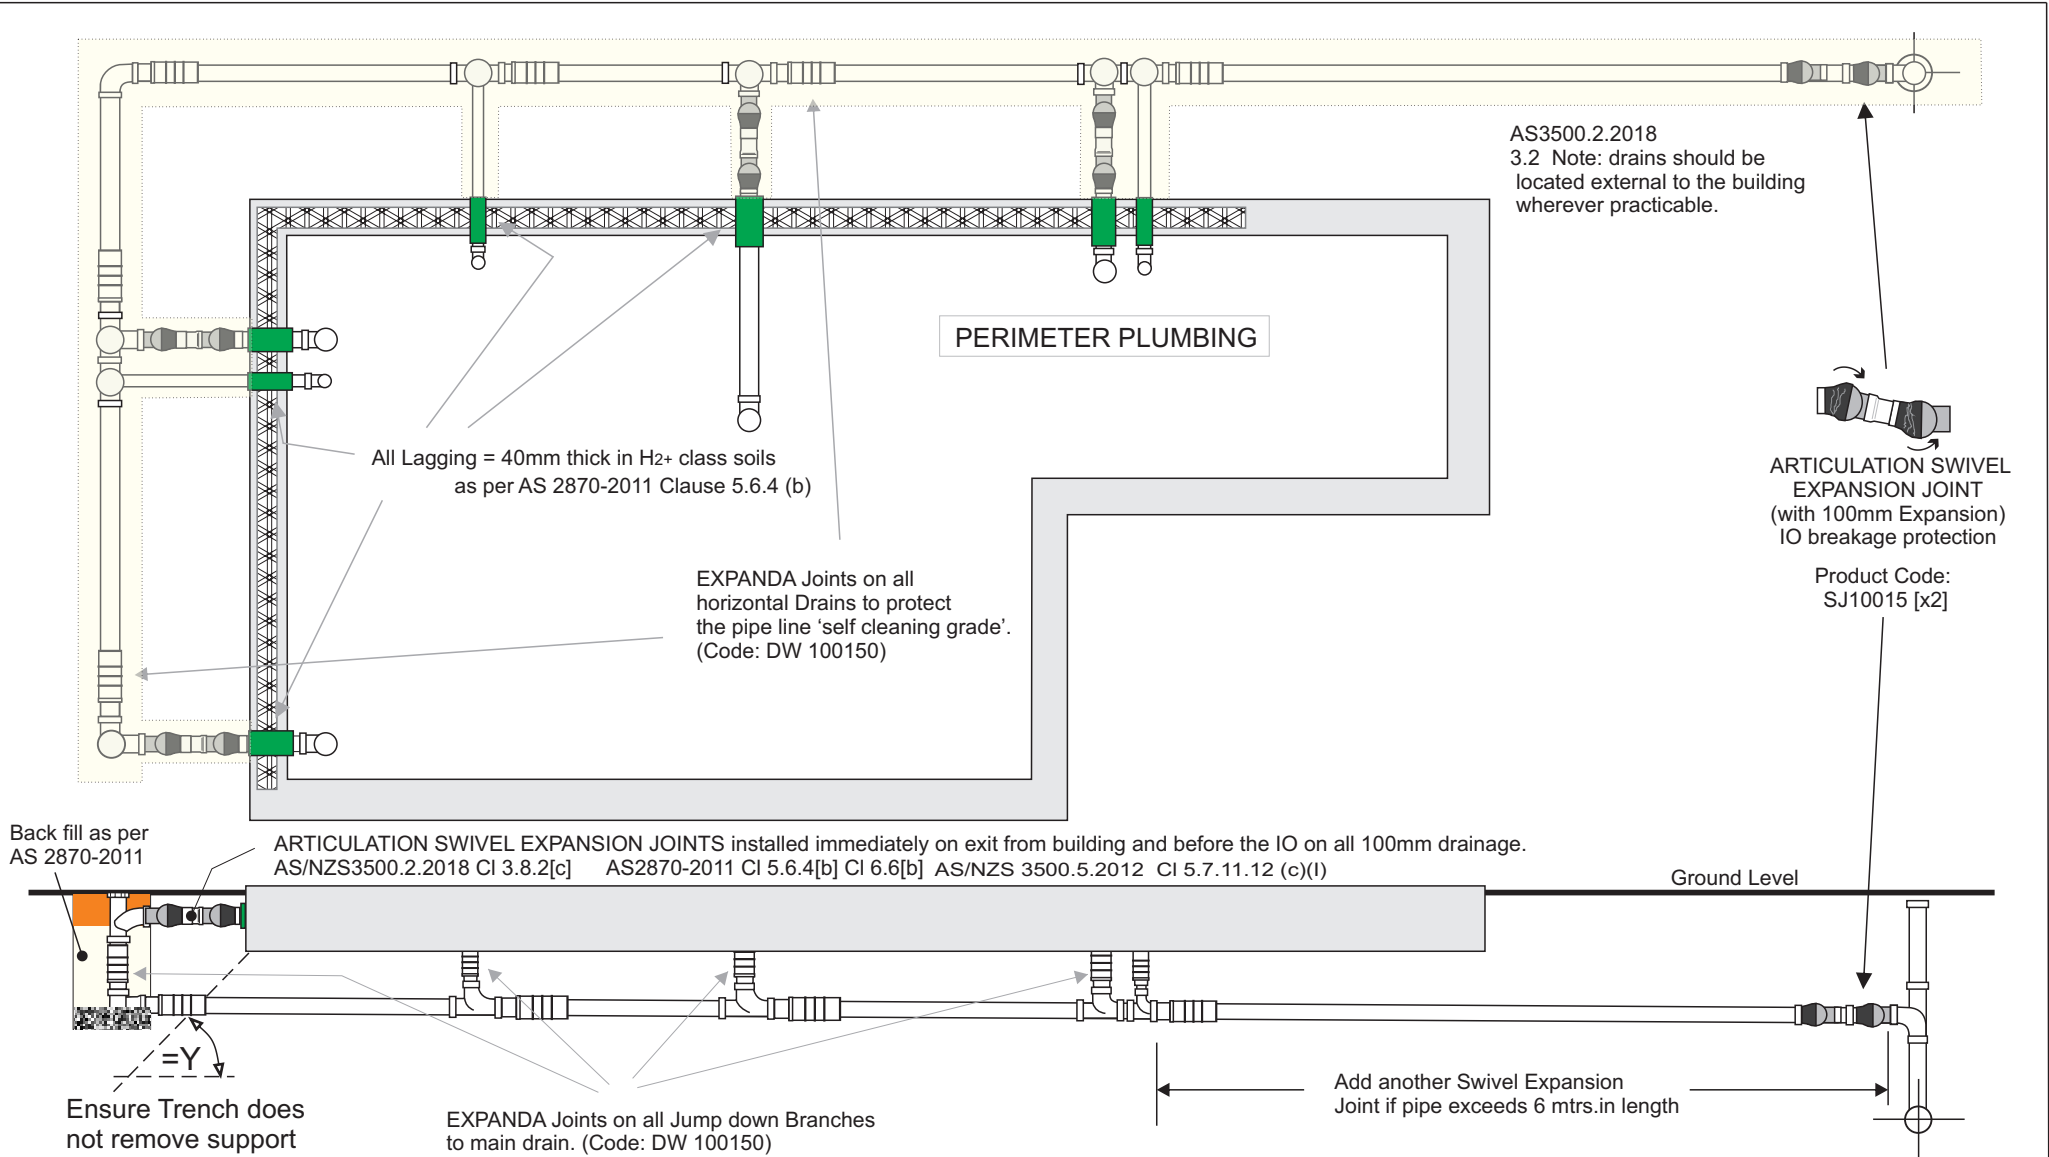 AS3500.2.2018
3.2 Note: drains should be
located external to the building
wherever practicable.
PERIMETER PLUMBING
All Lagging = 40mm thick in H2+ class soils
as per AS 2870-2011 Clause 5.6.4 (b)
ARTICULATION SWIVEL
EXPANSION JOINT
(with 100mm Expansion)
IO breakage protection
Product Code:
SJ10015 [x2]
EXPANDA Joints on all
horizontal Drains to protect
the pipe line ‘self cleaning grade’.
(Code: DW 100150)
Back fill as per
AS 2870-2011
ARTICULATION SWIVEL EXPANSION JOINTS installed immediately on exit from building and before the IO on all 100mm drainage.
AS/NZS3500.2.2018 Cl 3.8.2[c] AS2870-2011 Cl 5.6.4[b] Cl 6.6[b] AS/NZS 3500.5.2012 Cl 5.7.11.12 (c)(I)
Ground Level
=Y
Ensure Trench does
not remove support
EXPANDA Joints on all Jump down Branches
to main drain. (Code: DW 100150)
Add another Swivel Expansion
Joint if pipe exceeds 6 mtrs.in length